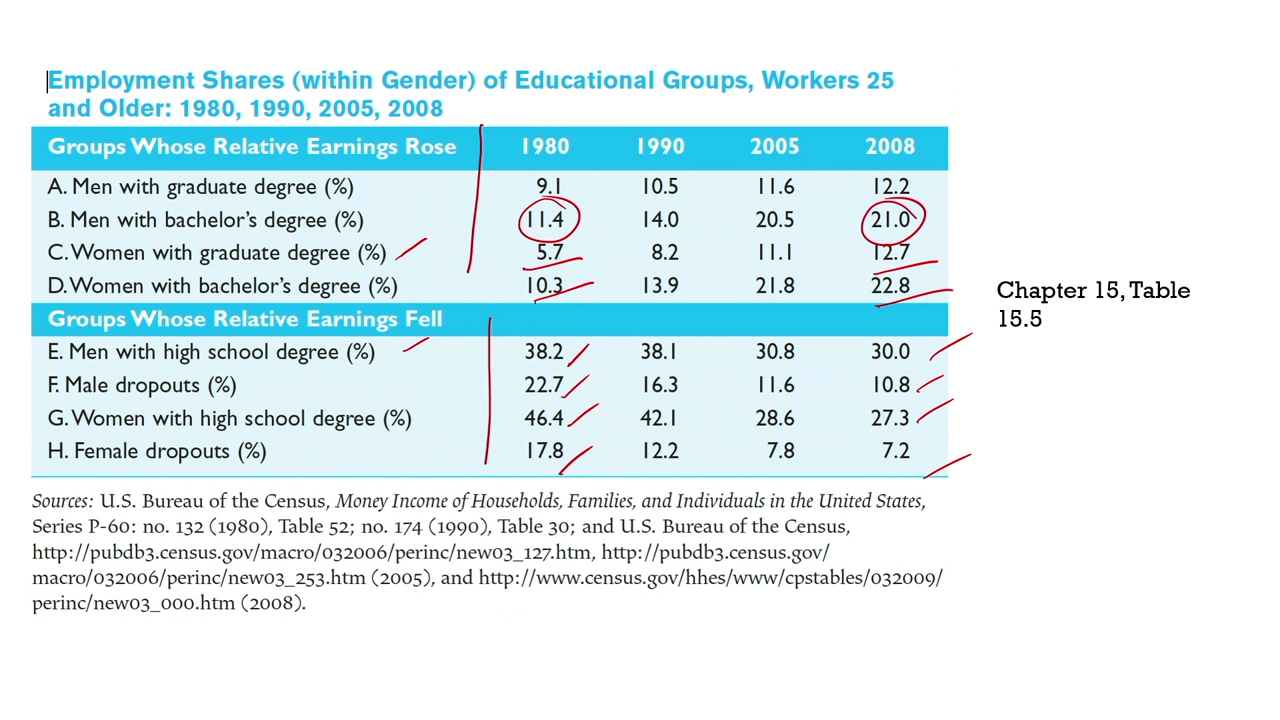 Employment Shares (within Gender) of Educational Groups, Workers 25
and Older: 1980, 1990, 2005, 2008
Groups Whose Relative Earnings Rose 1980 1990 2005 2008
A. Men with graduate degree (%) 9.1 10.5 11.6 12.2
B. Men with bachelor's degree (%) 11.4 14.0 20.5 21.0
C. Women with graduate degree (%) 5.7 8.2 11.1 12.7
D. Women with bachelor's degree (%) 10.3 13.9 21.8 22.8
Groups Whose Relative Earnings Fell
E. Men with high school degree (%) 38.2 38.1 30.8 30.0
F. Male dropouts (%) 22.7 16.3 11.6 10.8
G. Women with high school degree (%) 46.4 42.1 28.6 27.3
H. Female dropouts (%) 17.8 12.2 7.8 7.2
Sources: U.S. Bureau of the Census, Money Income of Households, Families, and Individuals in the United States,
Series P-60: no. 132 (1980), Table 52; no. 174 (1990), Table 30; and U.S. Bureau of the Census,
http://pubdb3.census.gov/macro/032006/perinc/new03_127.htm, http://pubdb3.census.gov/
macro/032006/perinc/new03_253.htm (2005), and http://www.census.gov/hhes/www/cpstables/032009/
perinc/new03_000.htm (2008).
Chapter 15, Table
15.5